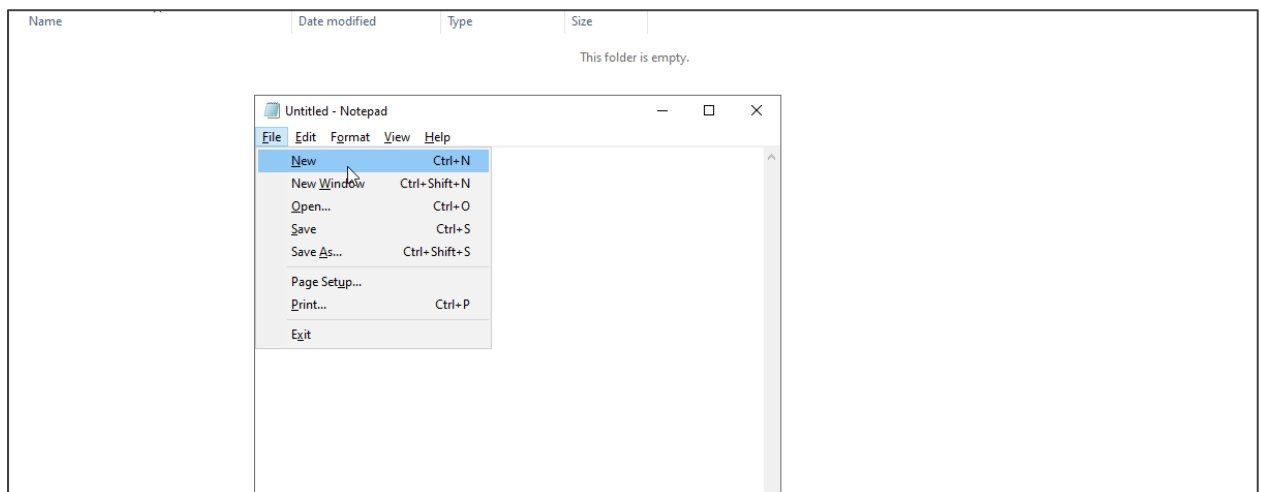 Name Date modified Type Size
This folder is empty.
Untitled - Notepad
File Edit Format View Help
New Ctrl+N
New Window Ctrl+Shift+N
Open... Ctrl+O
Save Ctrl+S
Save As... Ctrl+Shift+S
Page Setup...
Print... Ctrl+P
Exit